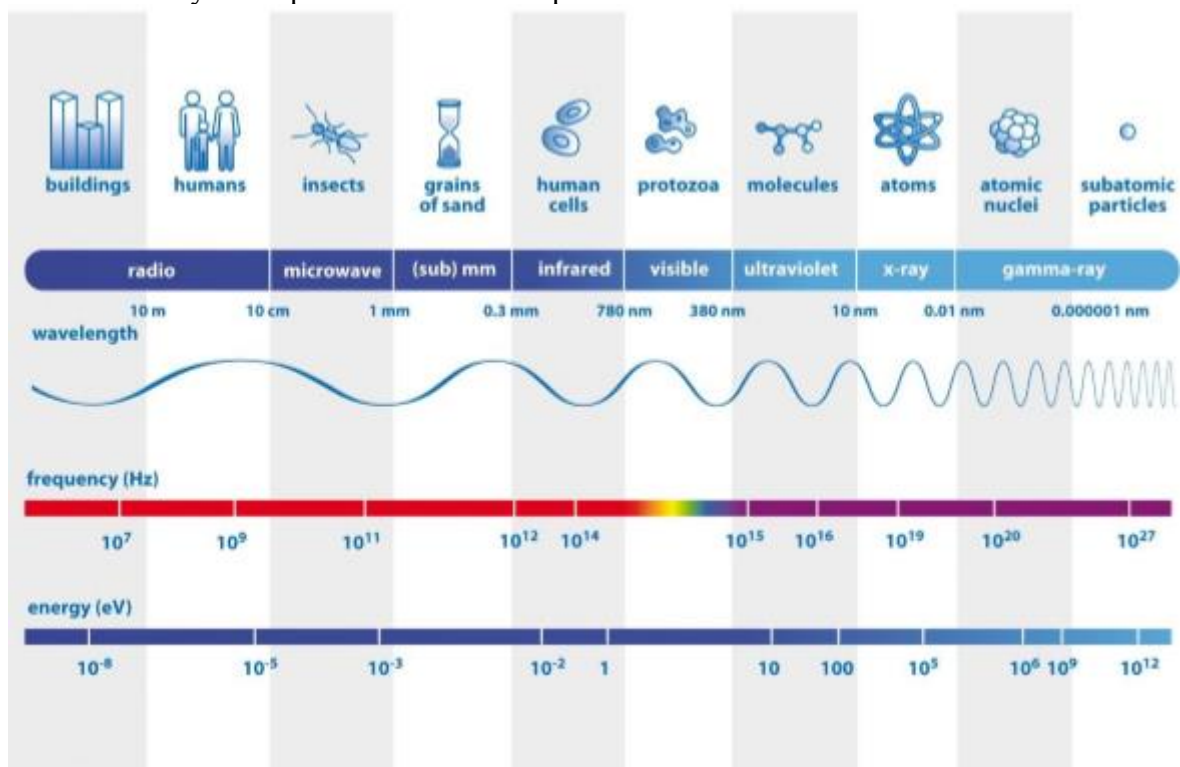 buildings
humans
insects
grains
of sand
human
cells
protozoa
molecules
atoms
atomic
nuclei
subatomic
particles
radio
microwave
(sub) mm
infrared
visible
ultraviolet
x-ray
gamma-ray
10 m
10 cm
1 mm
0.3 mm
780 nm
380 nm
10 nm
0.01 nm
0.000001 nm
wavelength
frequency (Hz)
10⁷
10⁹
10¹¹
10¹²
10¹⁴
10¹⁵
10¹⁶
10¹⁹
10²⁰
10²⁷
energy (eV)
10⁻⁸
10⁻⁵
10⁻³
10⁻²
1
10
100
10⁵
10⁶
10⁹
10¹²